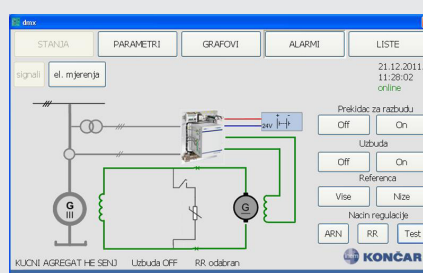 dmx
STANJA PARAMETRI GRAFOVI ALARMI LISTE
signali el. mjerenja
21.12.2011.
11:28:02
online
Prekidac za razbudu
Off On
24V
Uzbuda
Off On
Referenca
Vise Nize
G
III
G
Nacin regulacije
ARN RR Test
KONČAR
KUCNI AGREGAT HE SENJ Uzbuda OFF RR odabran